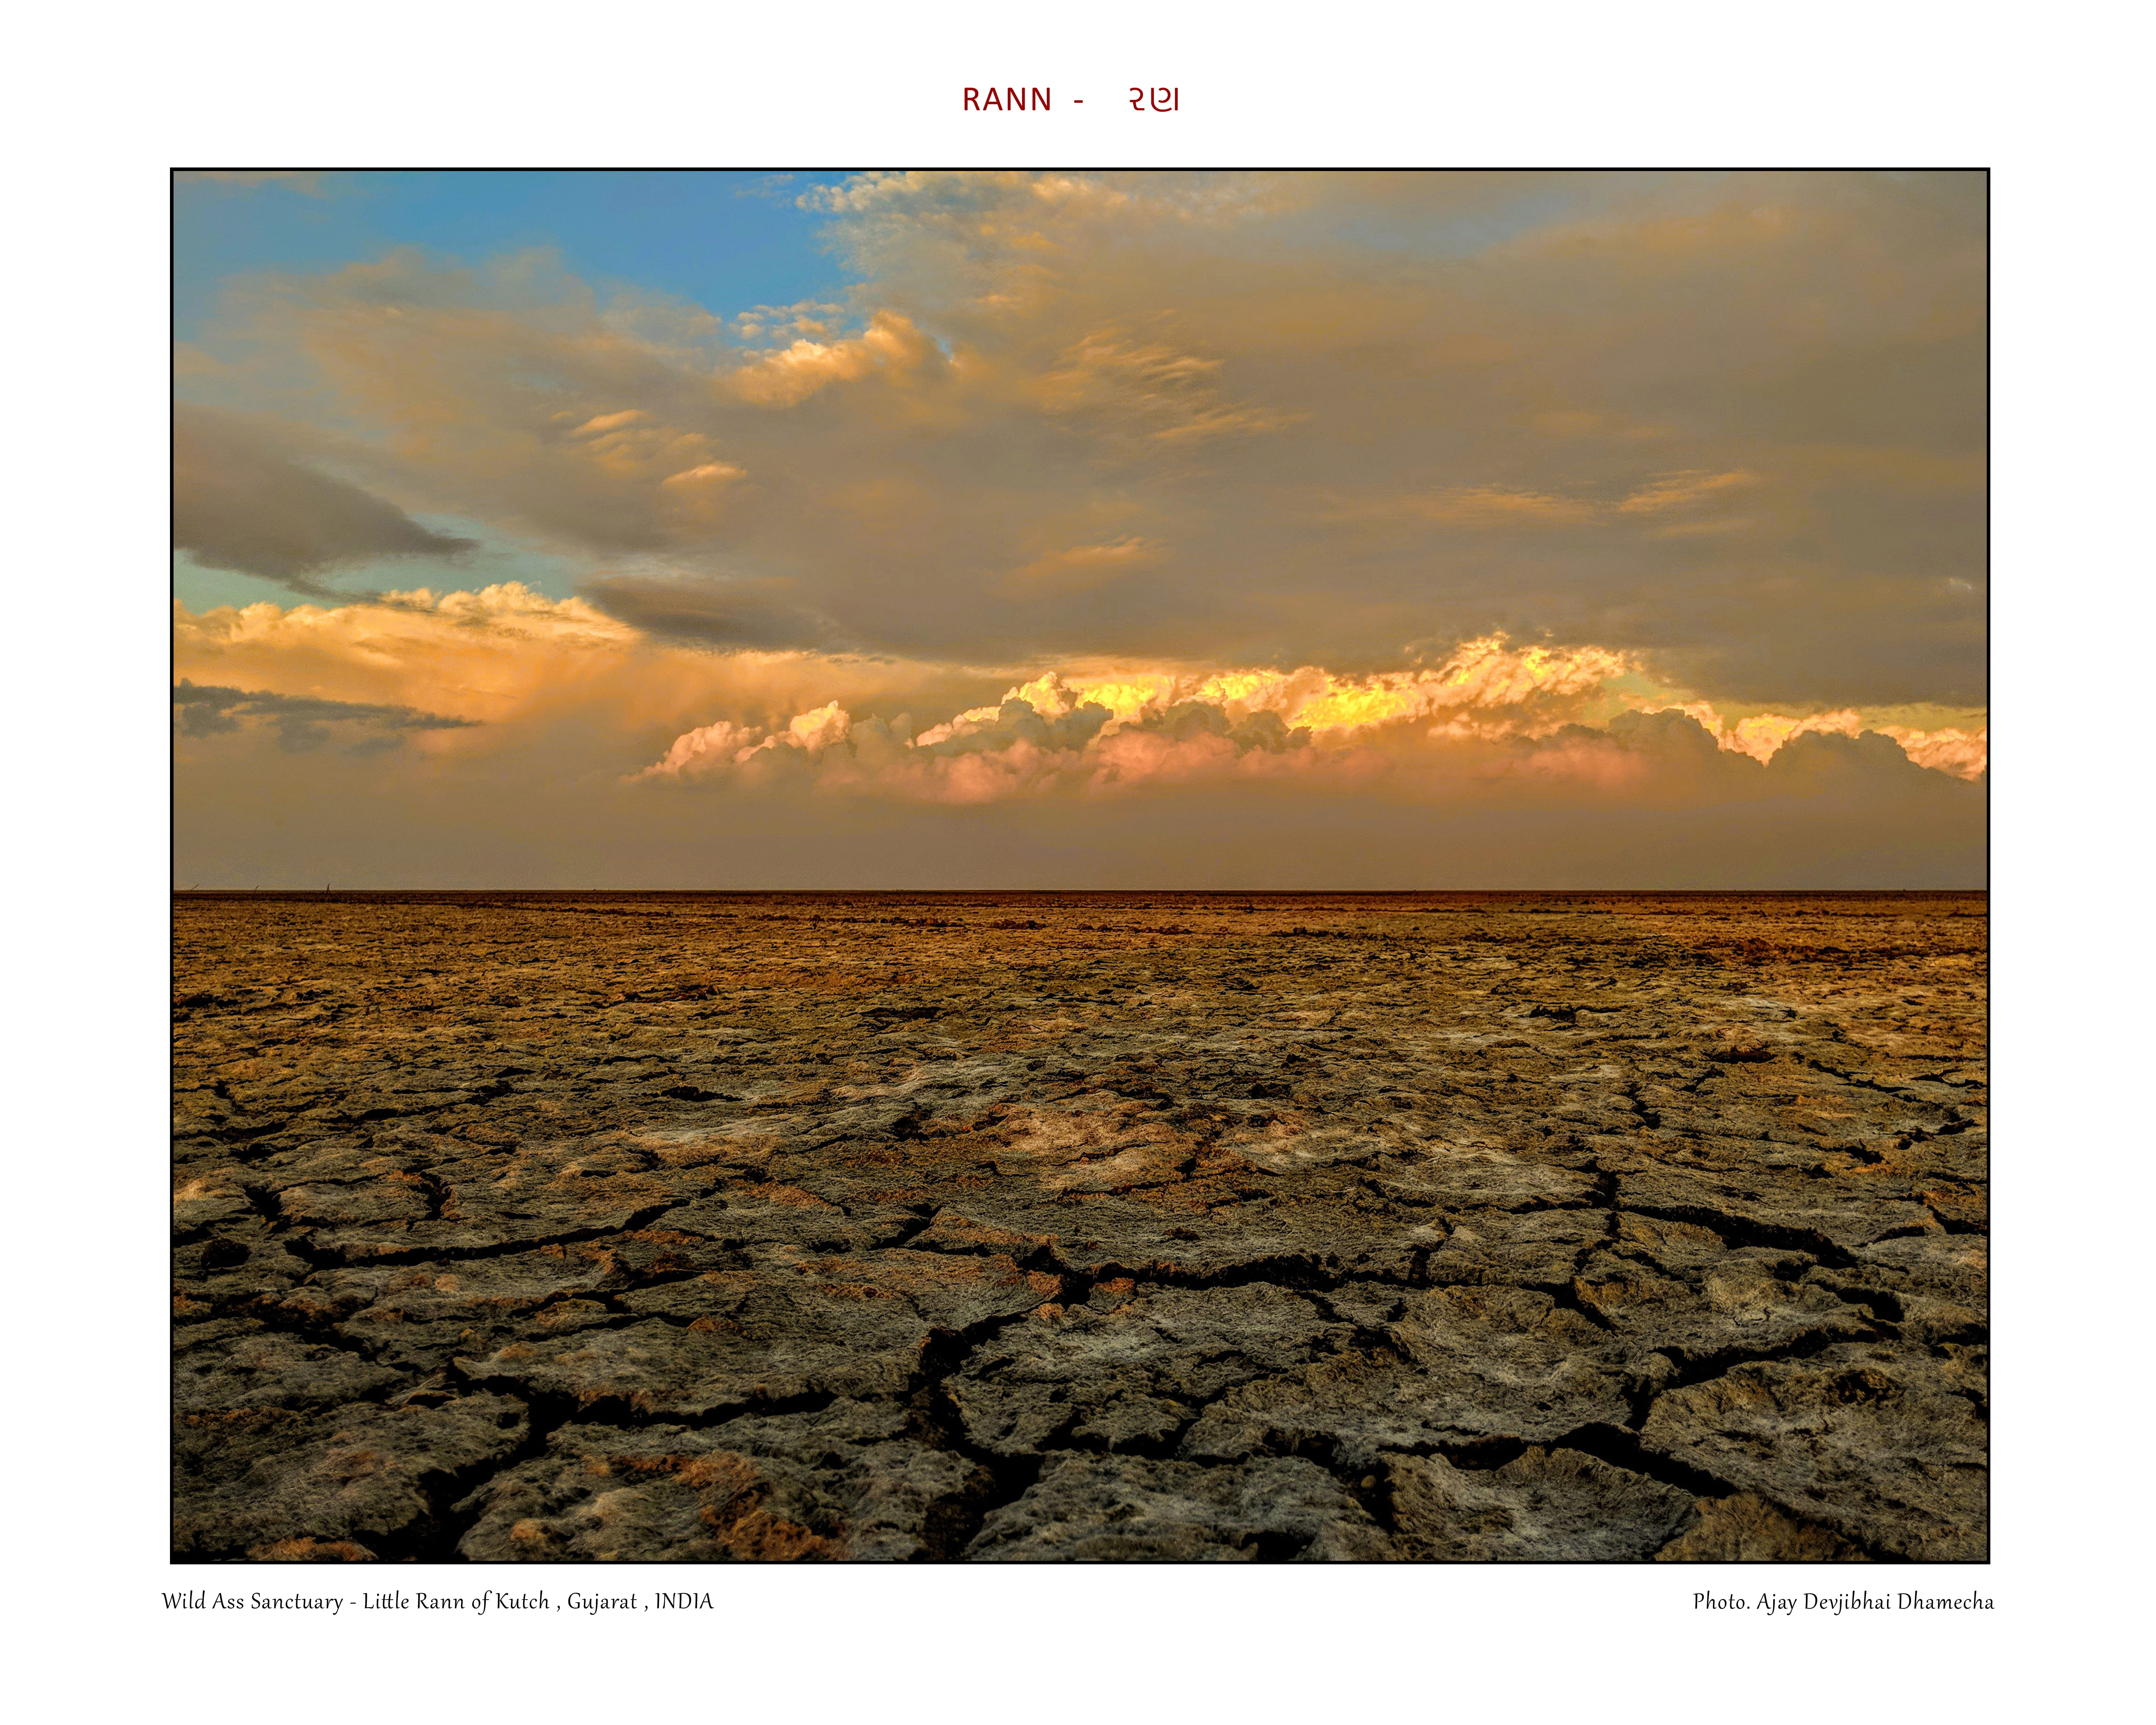 RANN - રણ
Wild Ass Sanctuary - Little Rann of Kutch , Gujarat , INDIA
Photo. Ajay Devjibhai Dhamecha